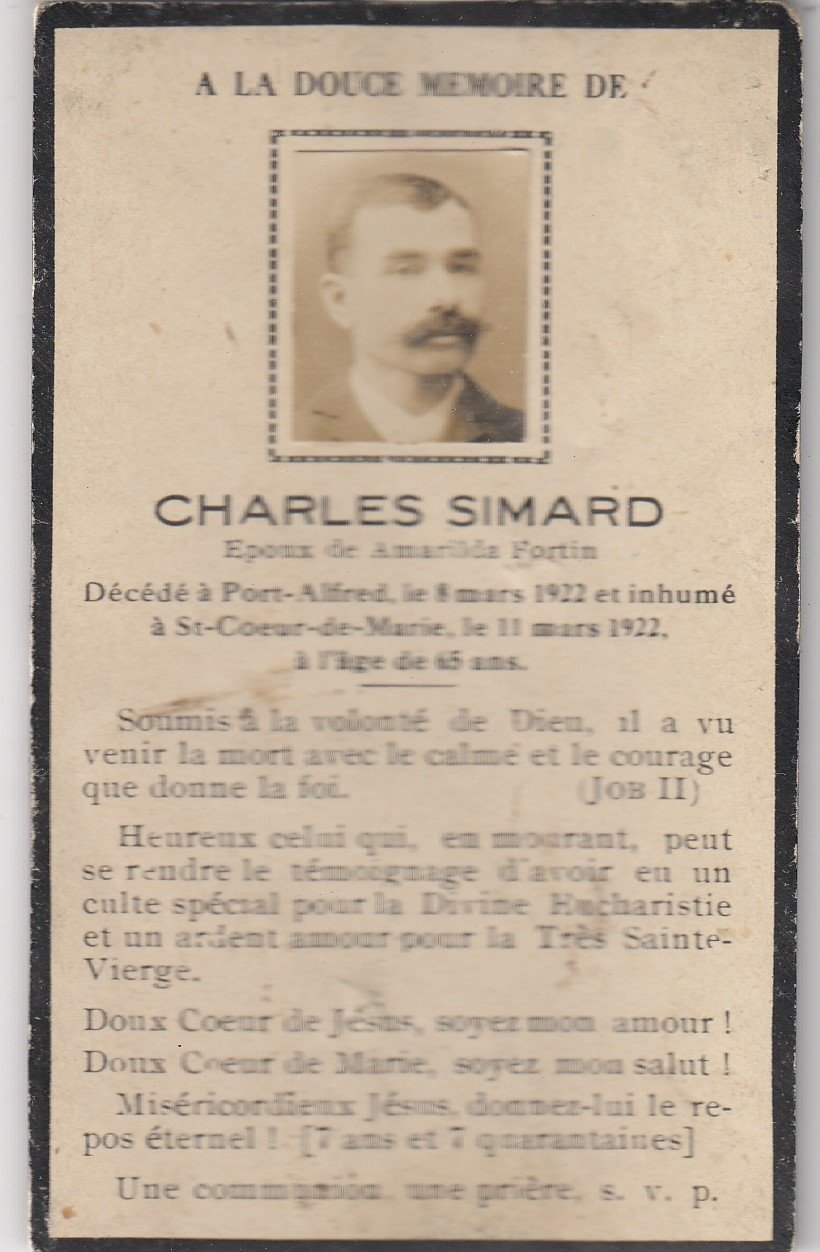 A LA DOUCE MEMOIRE DE
CHARLES SIMARD
Epoux de Amarilda Fortin
Décédé à Port-Alfred, le 8 mars 1922 et inhumé
à St-Coeur-de-Marie, le 11 mars 1922,
à l'âge de 65 ans.
Soumis à la volonté de Dieu, il a vu
venir la mort avec le calme et le courage
que donne la foi. (JOB II)
Heureux celui qui, en mourant, peut
se rendre le témoignage d'avoir eu un
culte spécial pour la Divine Eucharistie
et un ardent amour pour la Très Sainte-
Vierge.
Doux Coeur de Jésus, soyez mon amour !
Doux Coeur de Marie, soyez mon salut !
Miséricordieux Jésus, donnez-lui le re-
pos éternel ! [7 ans et 7 quarantaines]
Une communion, une prière, s. v. p.